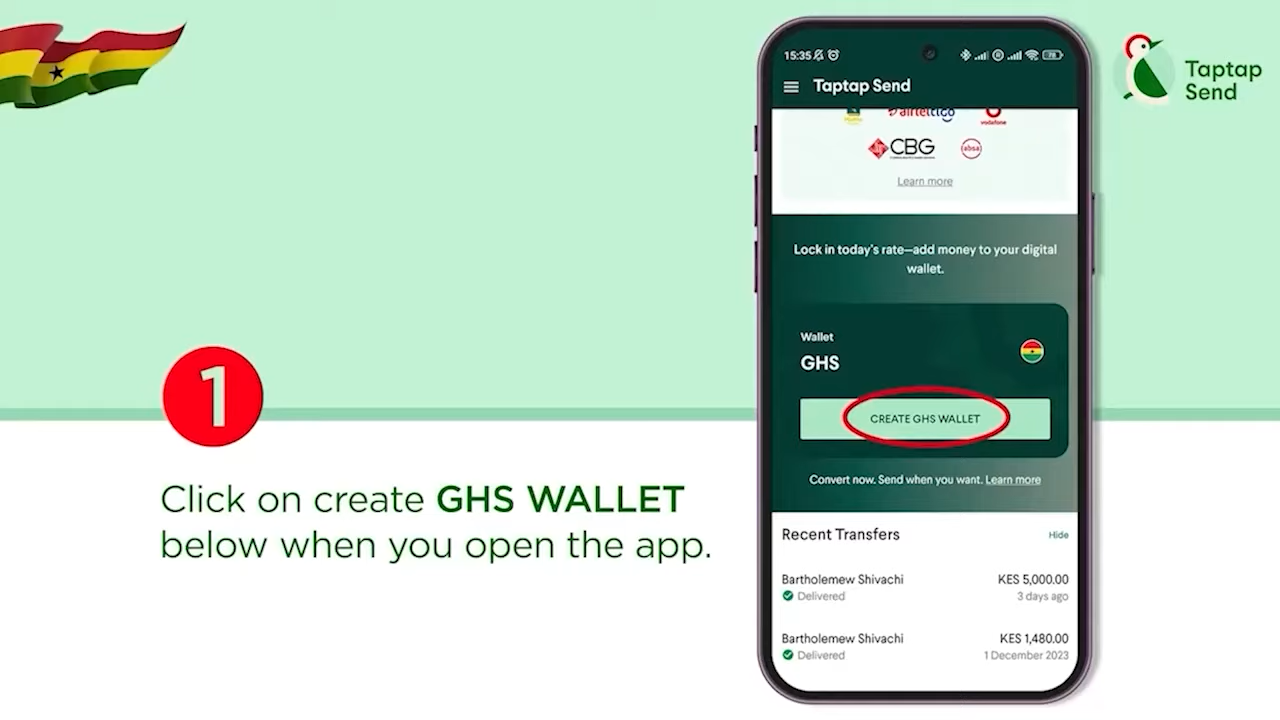 Taptap
Send
15:35
78
Taptap Send
airteltigo
vodafone
CBG
absa
Learn more
Lock in today's rate—add money to your digital
wallet.
Wallet
GHS
CREATE GHS WALLET
Convert now. Send when you want. Learn more
Recent Transfers
Hide
Bartholemew Shivachi
KES 5,000.00
Delivered
3 days ago
Bartholemew Shivachi
KES 1,480.00
Delivered
1 December 2023
1
Click on create GHS WALLET
below when you open the app.